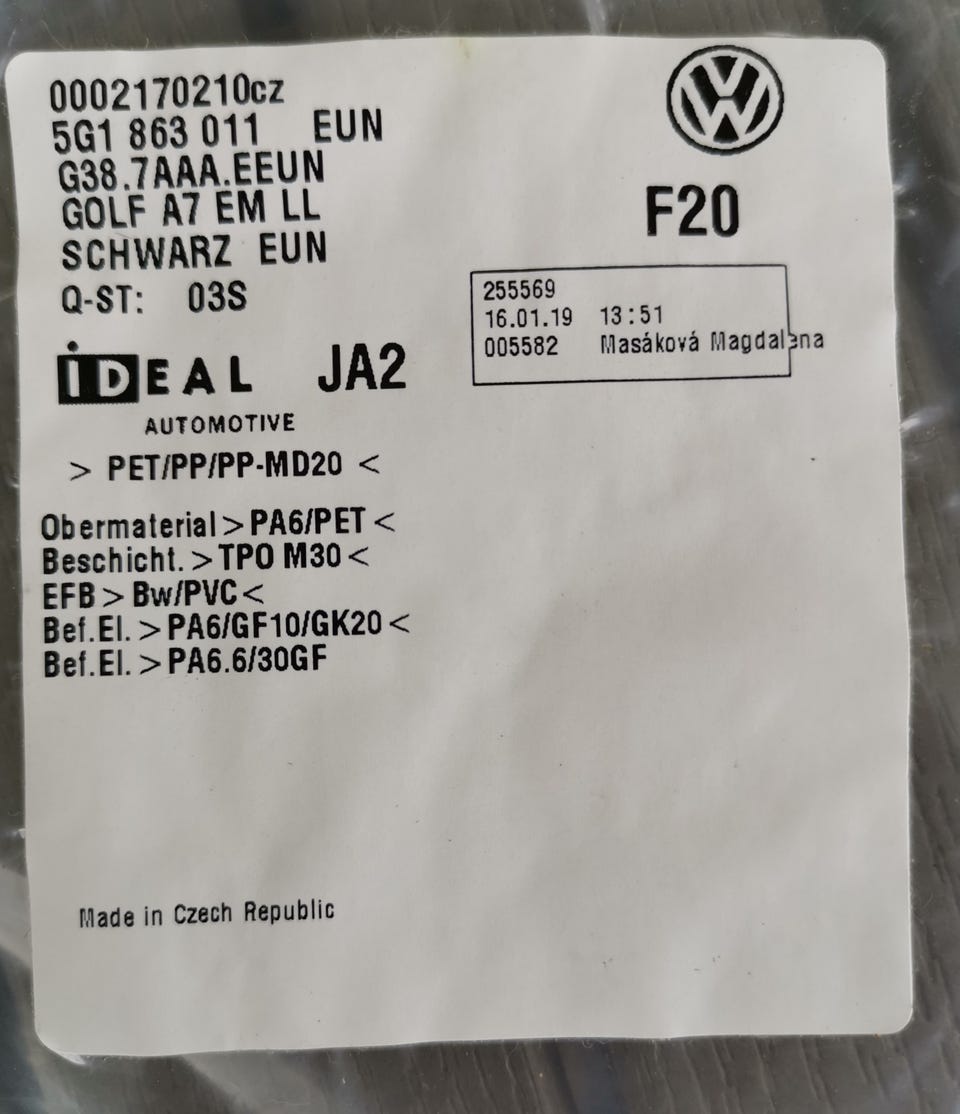 0002170210cz
5G1 863 011 EUN
G38.7AAA.EEUN
GOLF A7 EM LL
SCHWARZ EUN
Q-ST: 03S
VW
F20
255569
16.01.19 13:51
005582 Masáková Magdalena
iDEAL JA2
AUTOMOTIVE
> PET/PP/PP-MD20 <
Obermaterial > PA6/PET <
Beschicht. > TPO M30 <
EFB > Bw/PVC <
Bef.El. > PA6/GF10/GK20 <
Bef.El. > PA6.6/30GF
Made in Czech Republic